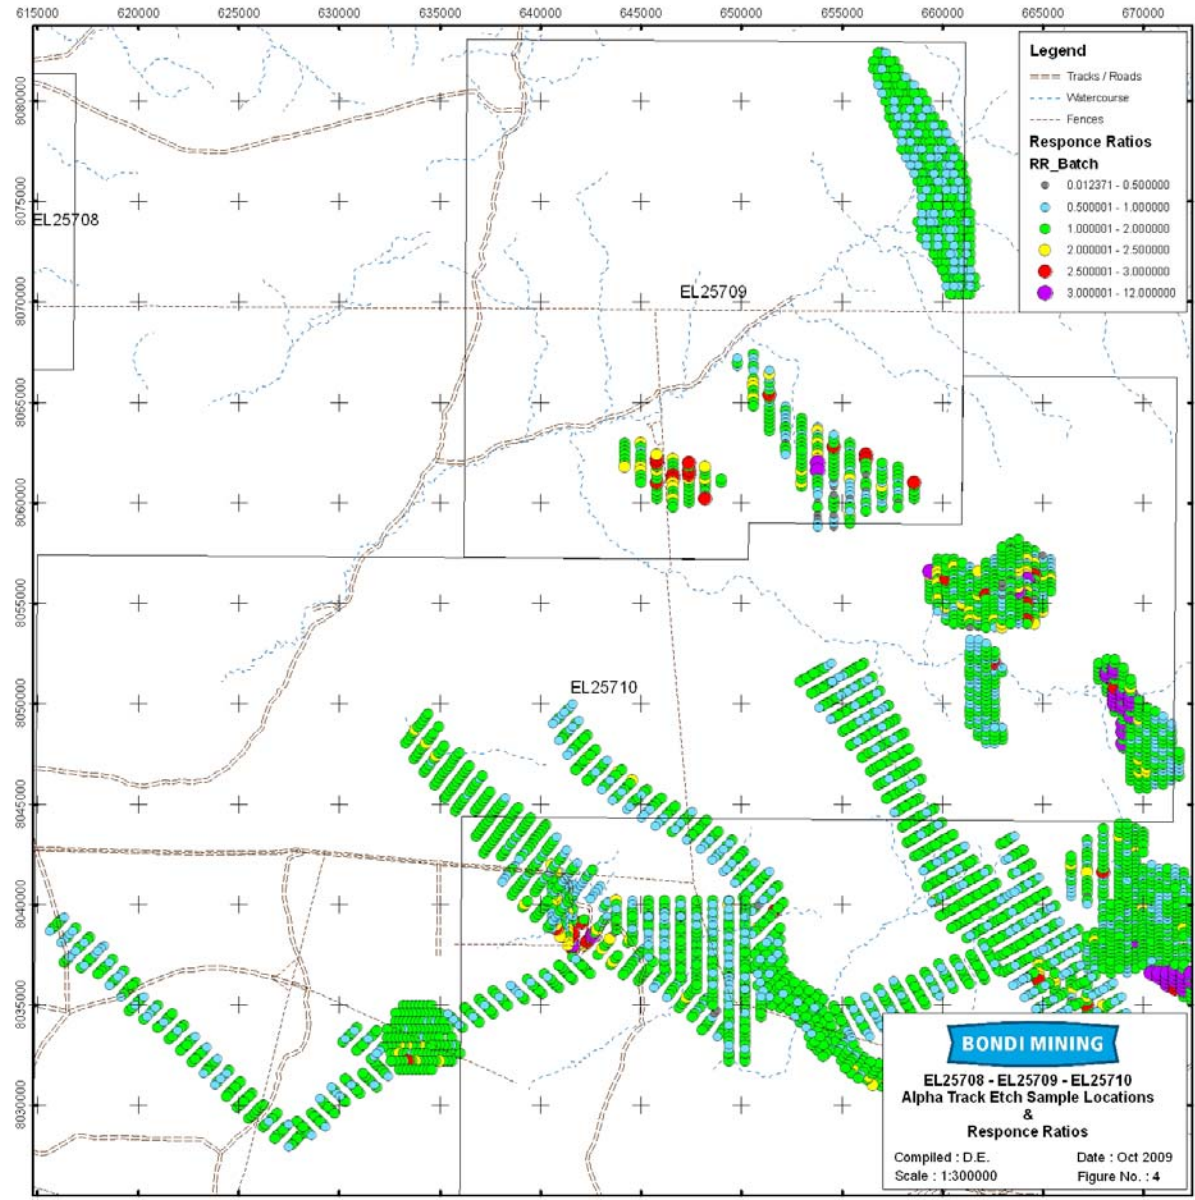 615000 620000 625000 630000 635000 640000 645000 650000 655000 660000 665000 670000
8080000
8075000
8070000
8065000
8060000
8055000
8050000
8045000
8040000
8035000
8030000
EL25708
EL25709
EL25710
Legend
Tracks / Roads
Watercourse
Fences
Responce Ratios
RR_Batch
0.012371 - 0.500000
0.500001 - 1.000000
1.000001 - 2.000000
2.000001 - 2.500000
2.500001 - 3.000000
3.000001 - 12.000000
BONDI MINING
EL25708 - EL25709 - EL25710
Alpha Track Etch Sample Locations
&
Responce Ratios
Compiled : D.E. Date : Oct 2009
Scale : 1:300000 Figure No. : 4